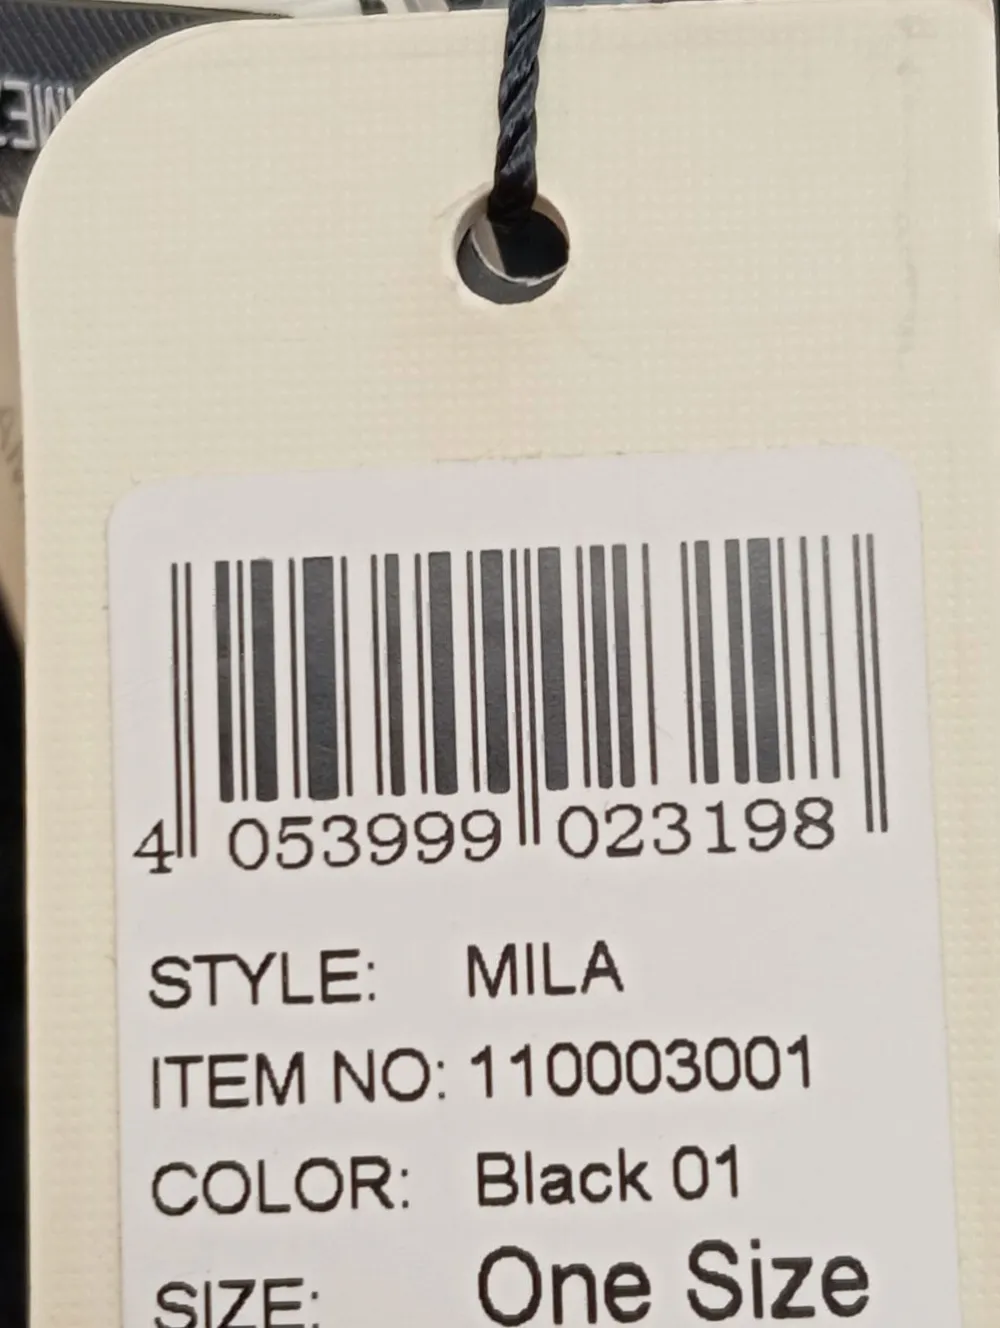 4 053999 023198
STYLE: MILA
ITEM NO: 110003001
COLOR: Black 01
SIZE: One Size